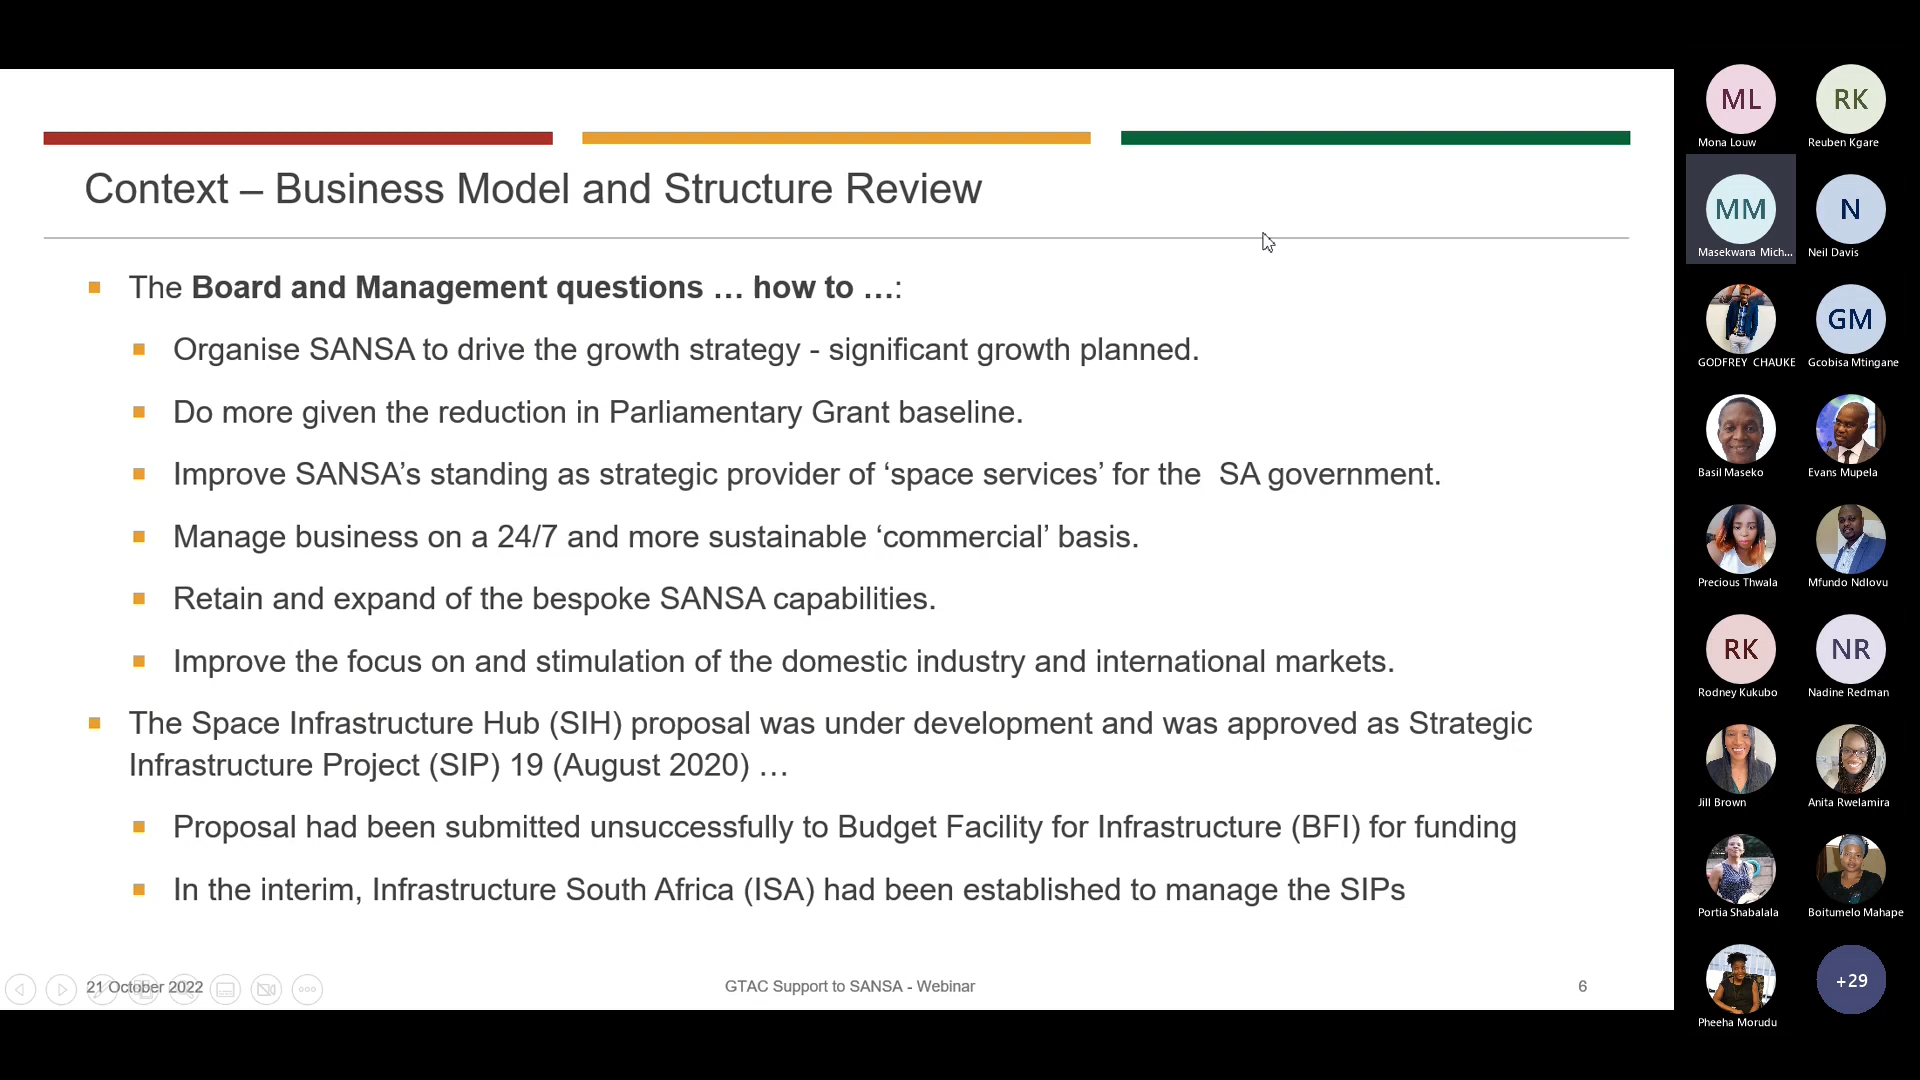 Context – Business Model and Structure Review
The Board and Management questions … how to …:
Organise SANSA to drive the growth strategy - significant growth planned.
Do more given the reduction in Parliamentary Grant baseline.
Improve SANSA’s standing as strategic provider of ‘space services’ for the  SA government.
Manage business on a 24/7 and more sustainable ‘commercial’ basis.
Retain and expand of the bespoke SANSA capabilities.
Improve the focus on and stimulation of the domestic industry and international markets.
The Space Infrastructure Hub (SIH) proposal was under development and was approved as Strategic
Infrastructure Project (SIP) 19 (August 2020) …
Proposal had been submitted unsuccessfully to Budget Facility for Infrastructure (BFI) for funding
In the interim, Infrastructure South Africa (ISA) had been established to manage the SIPs
21 October 2022
GTAC Support to SANSA - Webinar
6
ML
RK
Mona Louw
Reuben Kgare
MM
N
Masekwana Mich...
Neil Davis
GM
GODFREY CHAUKE
Gcobisa Mtingane
Basil Maseko
Evans Mupela
Precious Thwala
Mfundo Ndlovu
RK
NR
Rodney Kukubo
Nadine Redman
Jill Brown
Anita Rwelamira
Portia Shabalala
Boitumelo Mahape
+29
Pheeha Morudu